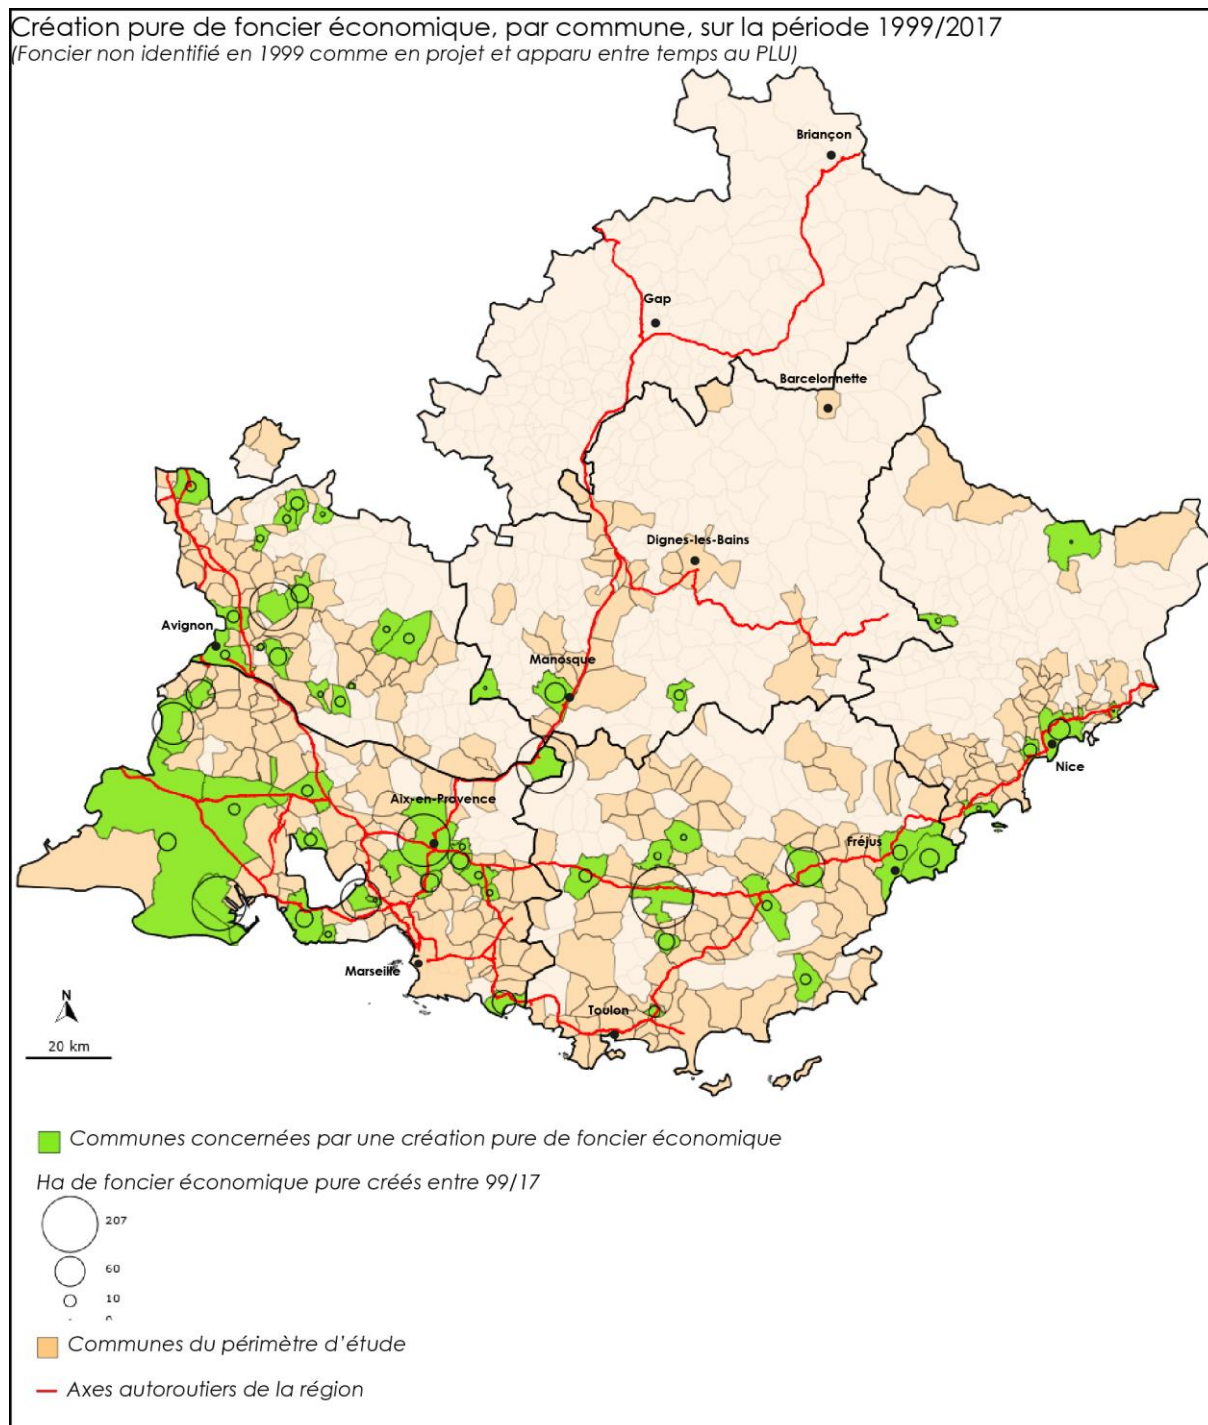 Création pure de foncier économique, par commune, sur la période 1999/2017
(Foncier non identifié en 1999 comme en projet et apparu entre temps au PLU)
Briançon
Gap
Barcelonnette
Dignes-les-Bains
Avignon
Manosque
Nice
Aix-en-Provence
Fréjus
Marseille
Toulon
N
20 km
Communes concernées par une création pure de foncier économique
Ha de foncier économique pure créés entre 99/17
207
60
10
Communes du périmètre d'étude
Axes autoroutiers de la région